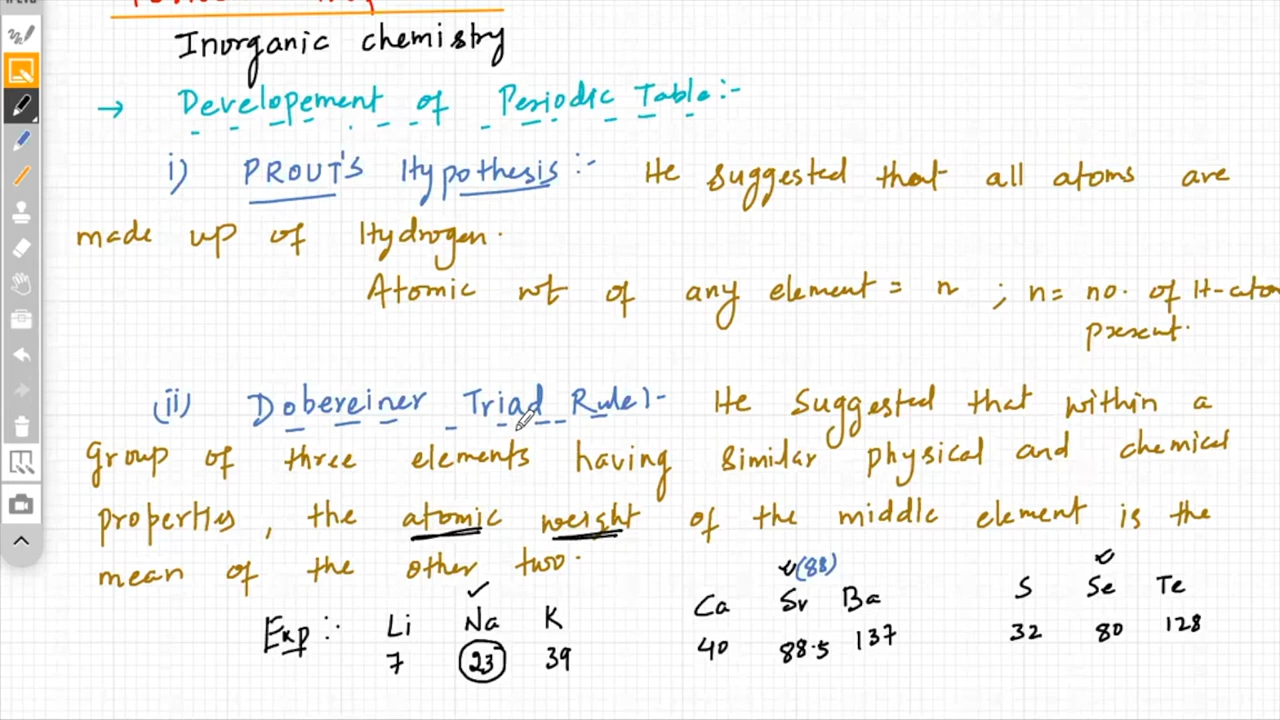 Inorganic chemistry
→ Developement of Periodic Table:-
i) PROUT's Hypothesis :- He suggested that all atoms are
made up of Hydrogen.
Atomic wt of any element = n ; n = no. of H-atom
present.
(ii) Dobereiner Triad Rule:- He suggested that within a
group of three elements having similar physical and chemical
properties, the atomic weight of the middle element is the
mean of the other two.
(88)
Exp :- Li Na K Ca Sr Ba S Se Te
7 23 39 40 88.5 137 32 80 128